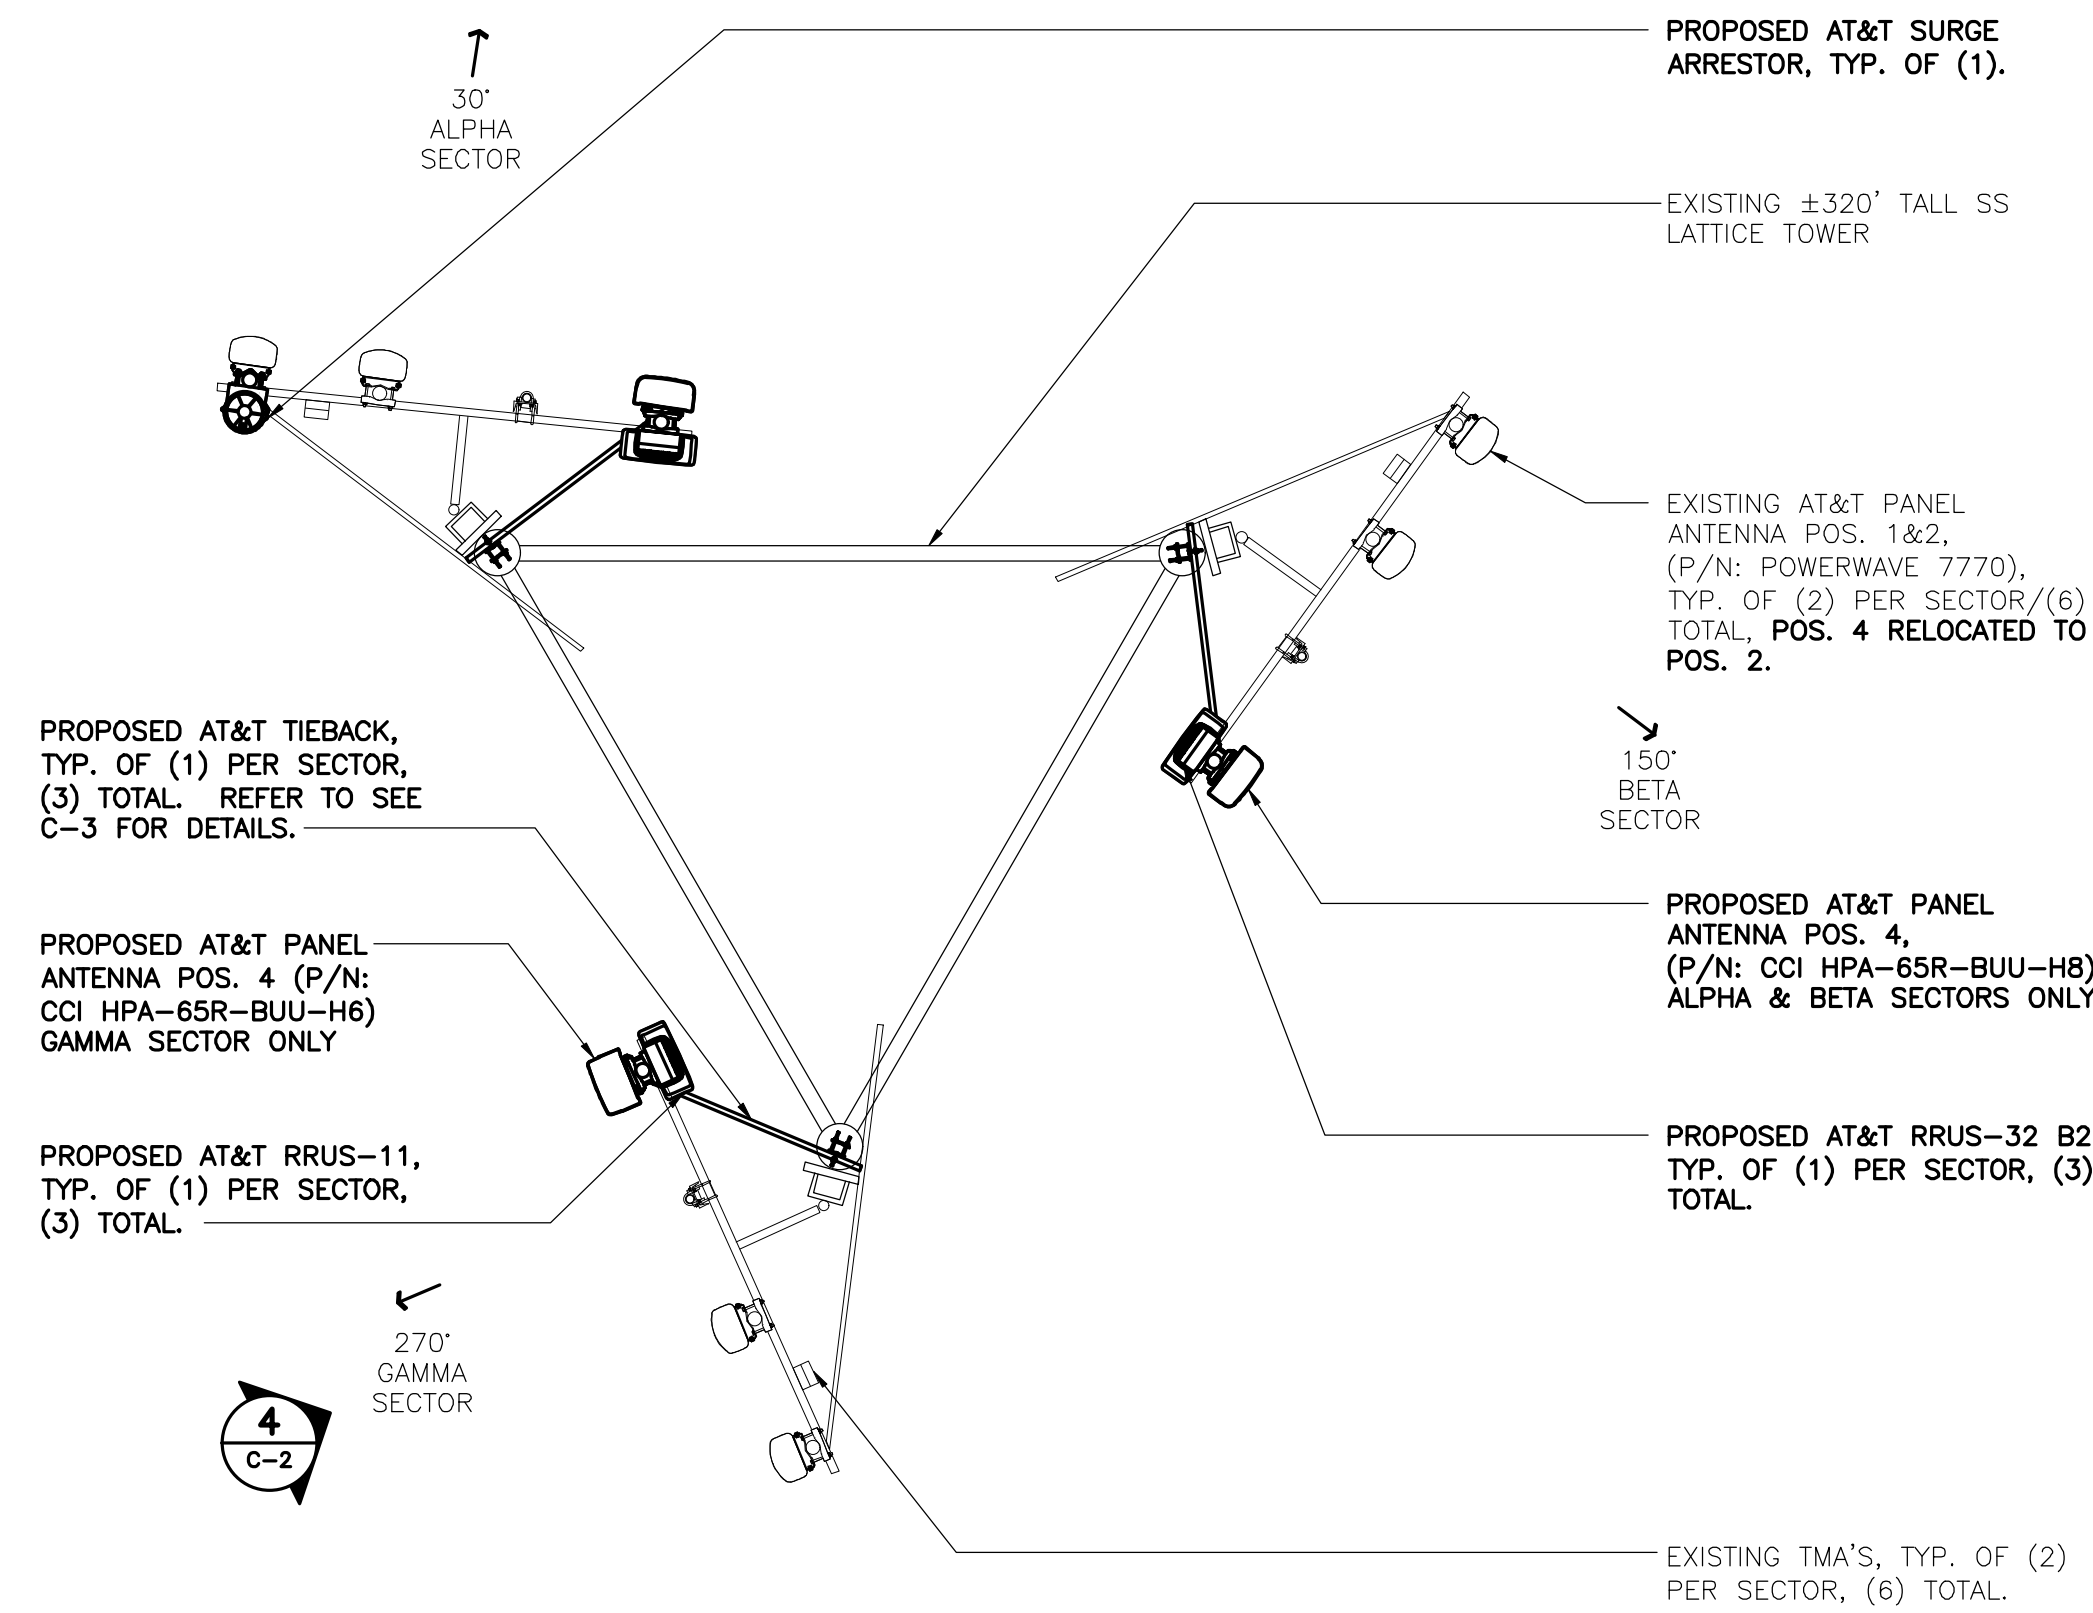 PROPOSED AT&T SURGE
ARRESTOR, TYP. OF (1).
30°
ALPHA
SECTOR
EXISTING ±320' TALL SS
LATTICE TOWER
EXISTING AT&T PANEL
ANTENNA POS. 1&2,
(P/N: POWERWAVE 7770),
TYP. OF (2) PER SECTOR/(6)
TOTAL, POS. 4 RELOCATED TO
POS. 2.
PROPOSED AT&T TIEBACK,
TYP. OF (1) PER SECTOR,
(3) TOTAL. REFER TO SEE
C-3 FOR DETAILS.
150°
BETA
SECTOR
PROPOSED AT&T PANEL
ANTENNA POS. 4,
(P/N: CCI HPA-65R-BUU-H8)
ALPHA & BETA SECTORS ONLY
PROPOSED AT&T PANEL
ANTENNA POS. 4 (P/N:
CCI HPA-65R-BUU-H6)
GAMMA SECTOR ONLY
PROPOSED AT&T RRUS-32 B2
TYP. OF (1) PER SECTOR, (3)
TOTAL.
PROPOSED AT&T RRUS-11,
TYP. OF (1) PER SECTOR,
(3) TOTAL.
270°
GAMMA
SECTOR
4
C-2
EXISTING TMA'S, TYP. OF (2)
PER SECTOR, (6) TOTAL.